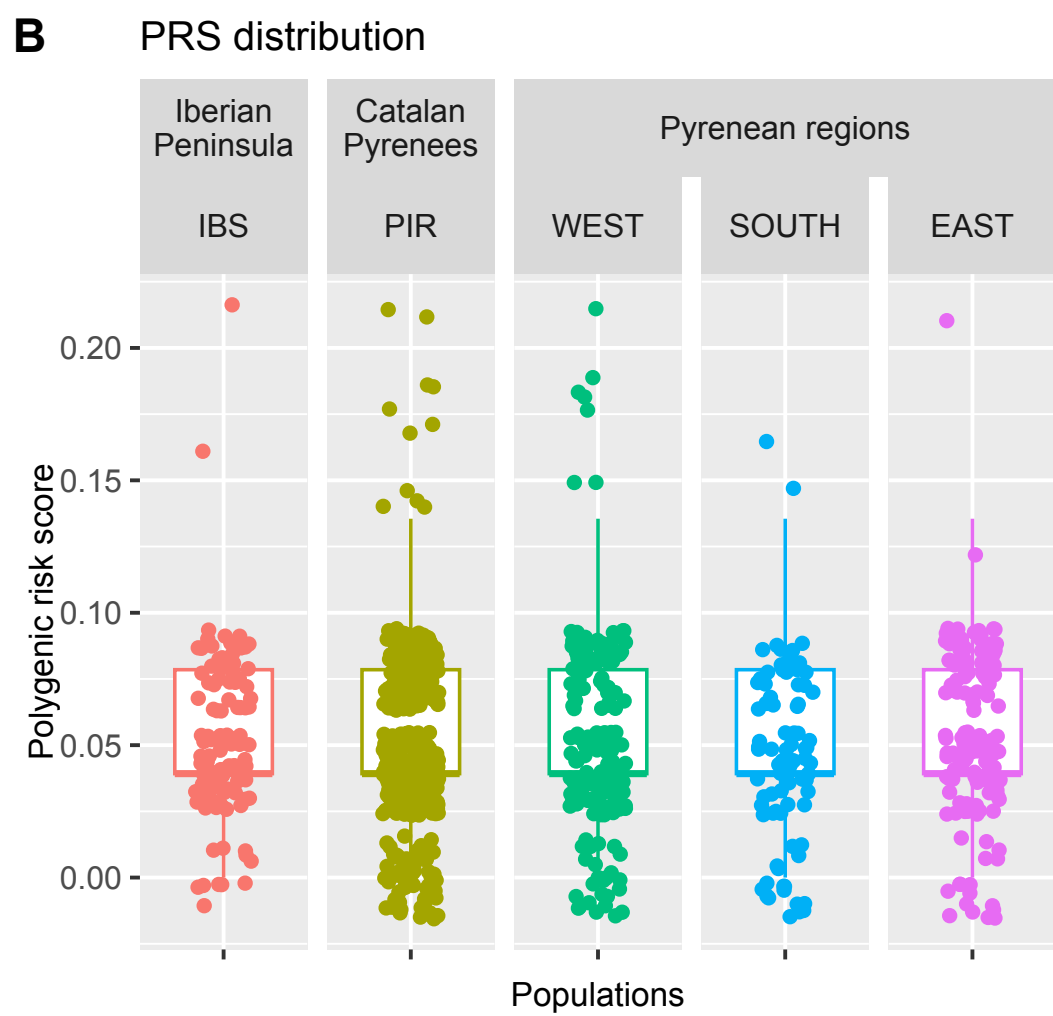 B PRS distribution
Iberian
Peninsula
Catalan
Pyrenees
Pyrenean regions
IBS
PIR
WEST
SOUTH
EAST
Polygenic risk score
0.20
0.15
0.10
0.05
0.00
Populations